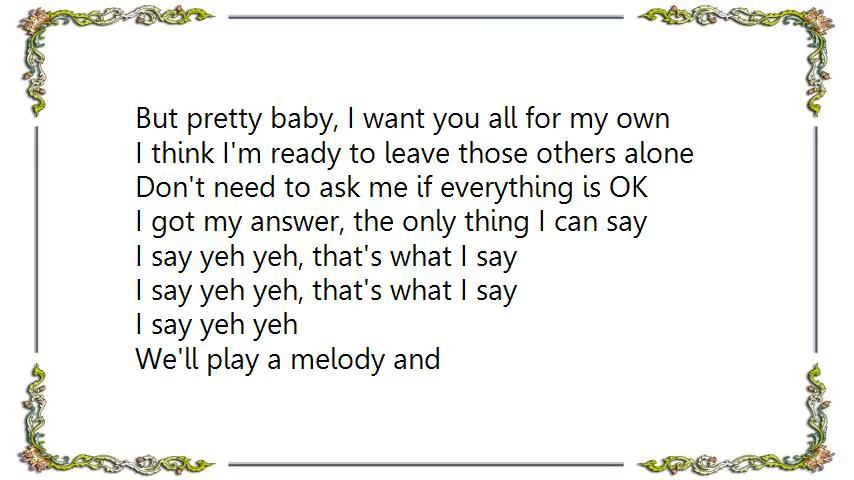 But pretty baby, I want you all for my own
I think I'm ready to leave those others alone
Don't need to ask me if everything is OK
I got my answer, the only thing I can say
I say yeh yeh, that's what I say
I say yeh yeh, that's what I say
I say yeh yeh
We'll play a melody and